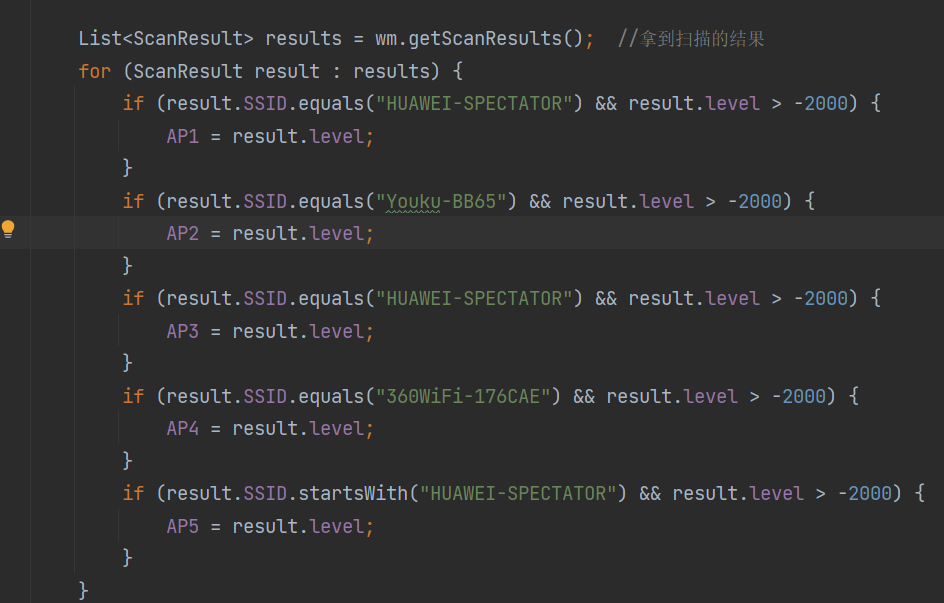 List<ScanResult> results = wm.getScanResults();  //拿到扫描的结果
for (ScanResult result : results) {
    if (result.SSID.equals("HUAWEI-SPECTATOR") && result.level > -2000) {
        AP1 = result.level;
    }
    if (result.SSID.equals("Youku-BB65") && result.level > -2000) {
        AP2 = result.level;
    }
    if (result.SSID.equals("HUAWEI-SPECTATOR") && result.level > -2000) {
        AP3 = result.level;
    }
    if (result.SSID.equals("360WiFi-176CAE") && result.level > -2000) {
        AP4 = result.level;
    }
    if (result.SSID.startsWith("HUAWEI-SPECTATOR") && result.level > -2000) {
        AP5 = result.level;
    }
}